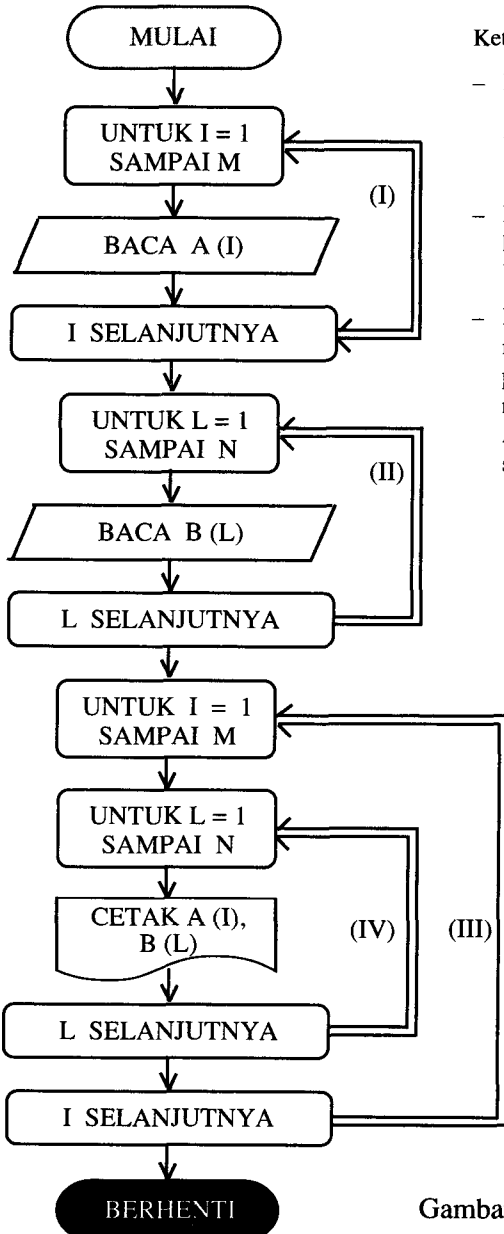 MULAI
Ket
–
UNTUK I = 1
SAMPAI M
(I)
BACA A (I)
–
I SELANJUTNYA
–
UNTUK L = 1
SAMPAI N
(II)
BACA B (L)
L SELANJUTNYA
UNTUK I = 1
SAMPAI M
UNTUK L = 1
SAMPAI N
CETAK A (I),
B (L)
(IV)
(III)
L SELANJUTNYA
I SELANJUTNYA
BERHENTI
Gamba